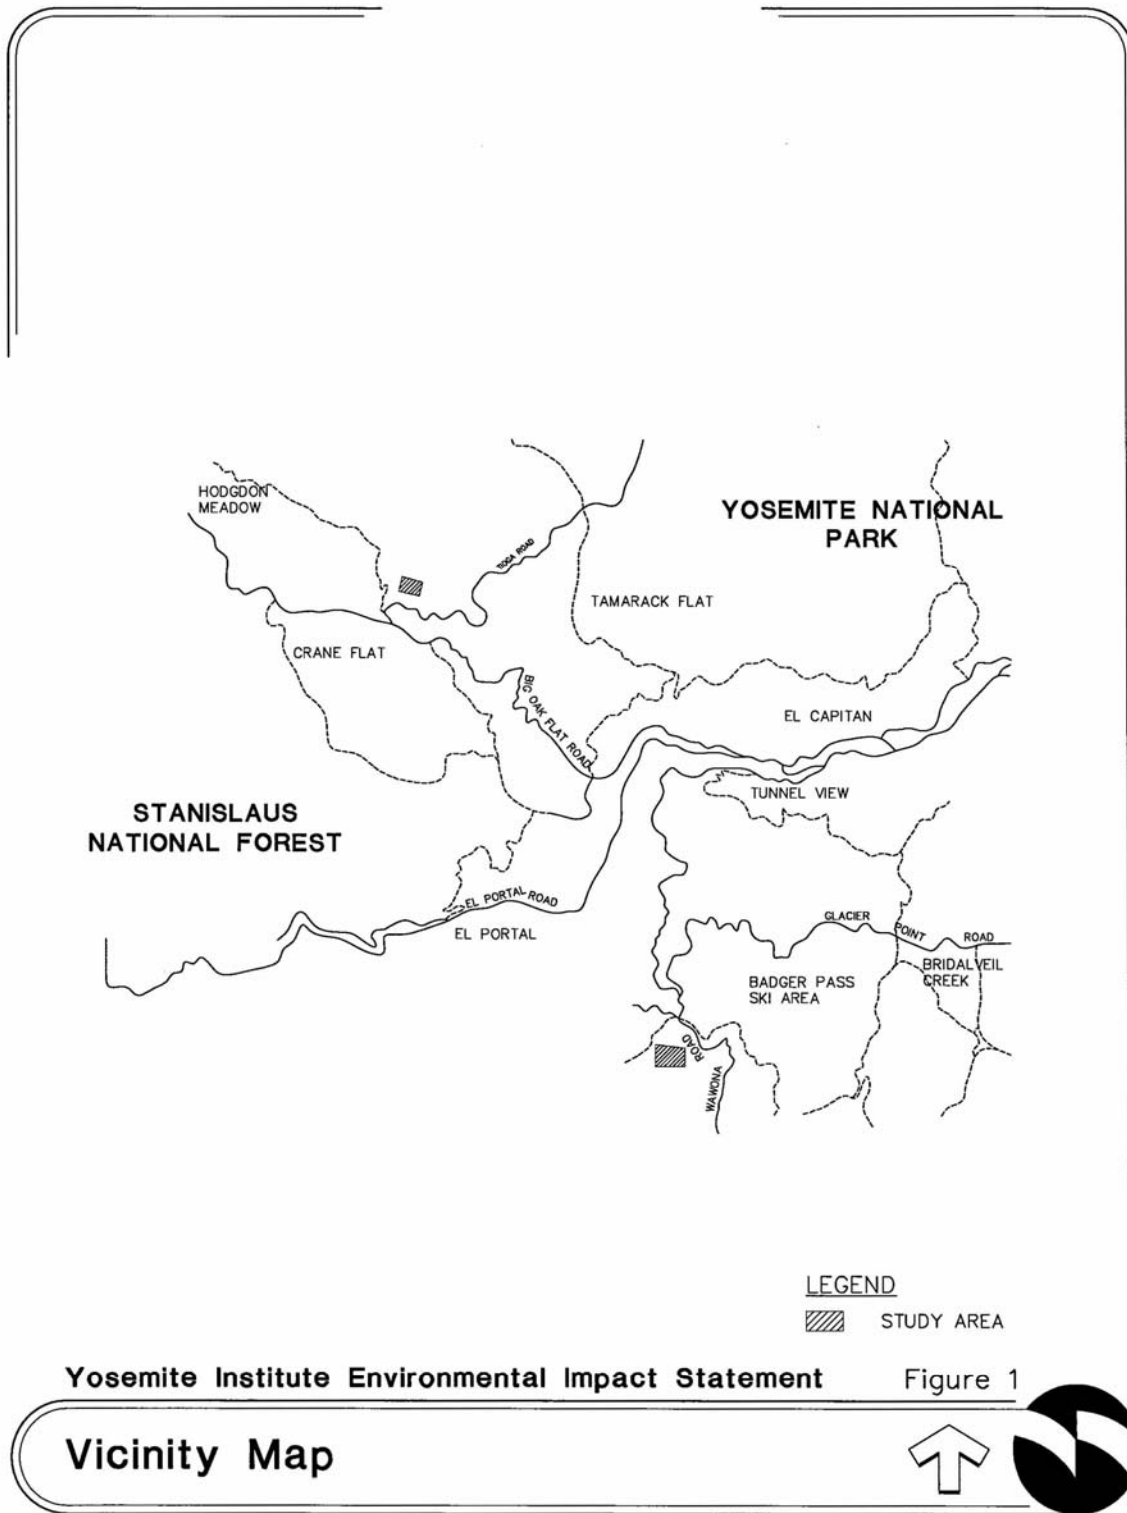 HODGDON
MEADOW
YOSEMITE NATIONAL
PARK
TIOGA ROAD
TAMARACK FLAT
CRANE FLAT
BIG OAK FLAT ROAD
EL CAPITAN
TUNNEL VIEW
STANISLAUS
NATIONAL FOREST
EL PORTAL ROAD
EL PORTAL
GLACIER POINT ROAD
BRIDALVEIL
CREEK
BADGER PASS
SKI AREA
WAWONA ROAD
LEGEND
STUDY AREA
Yosemite Institute Environmental Impact Statement Figure 1
Vicinity Map